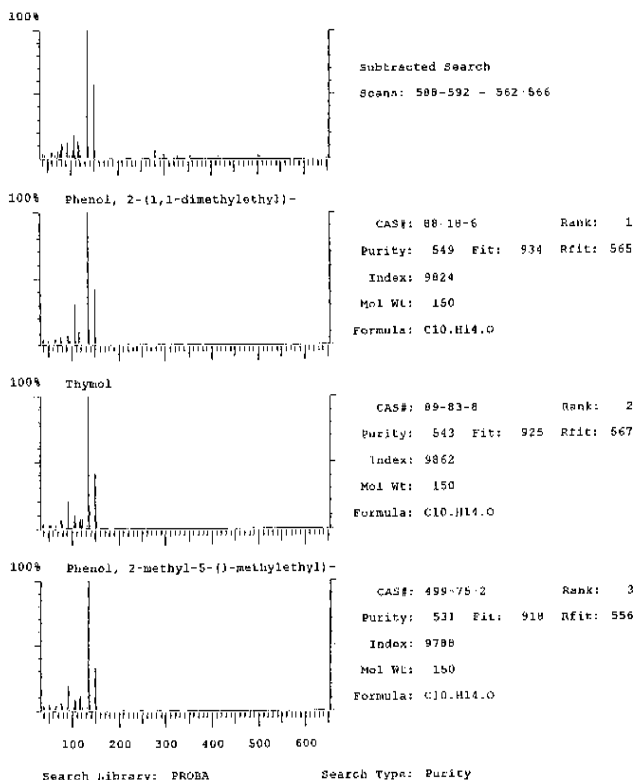 100%
Subtracted Search
Scans: 588-592 - 562-566
100% Phenol, 2-(1,1-dimethylethyl)-
CAS#: 88-18-6 Rank: 1
Purity: 549 Fit: 934 Rfit: 565
Index: 9824
Mol Wt: 150
Formula: C10.H14.O
100% Thymol
CAS#: 89-83-8 Rank: 2
Purity: 543 Fit: 925 Rfit: 567
Index: 9862
Mol Wt: 150
Formula: C10.H14.O
100% Phenol, 2-methyl-5-(1-methylethyl)-
CAS#: 499-75-2 Rank: 3
Purity: 531 Fit: 918 Rfit: 556
Index: 9788
Mol Wt: 150
Formula: C10.H14.O
100 200 300 400 500 600
Search Library: PROBA Search Type: Purity